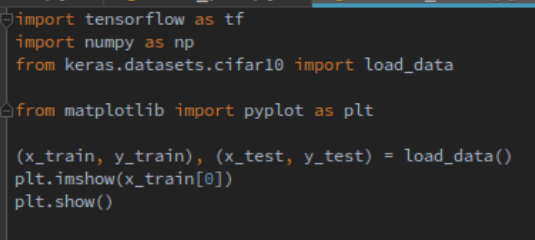 import tensorflow as tf
import numpy as np
from keras.datasets.cifar10 import load_data
from matplotlib import pyplot as plt
(x_train, y_train), (x_test, y_test) = load_data()
plt.imshow(x_train[0])
plt.show()